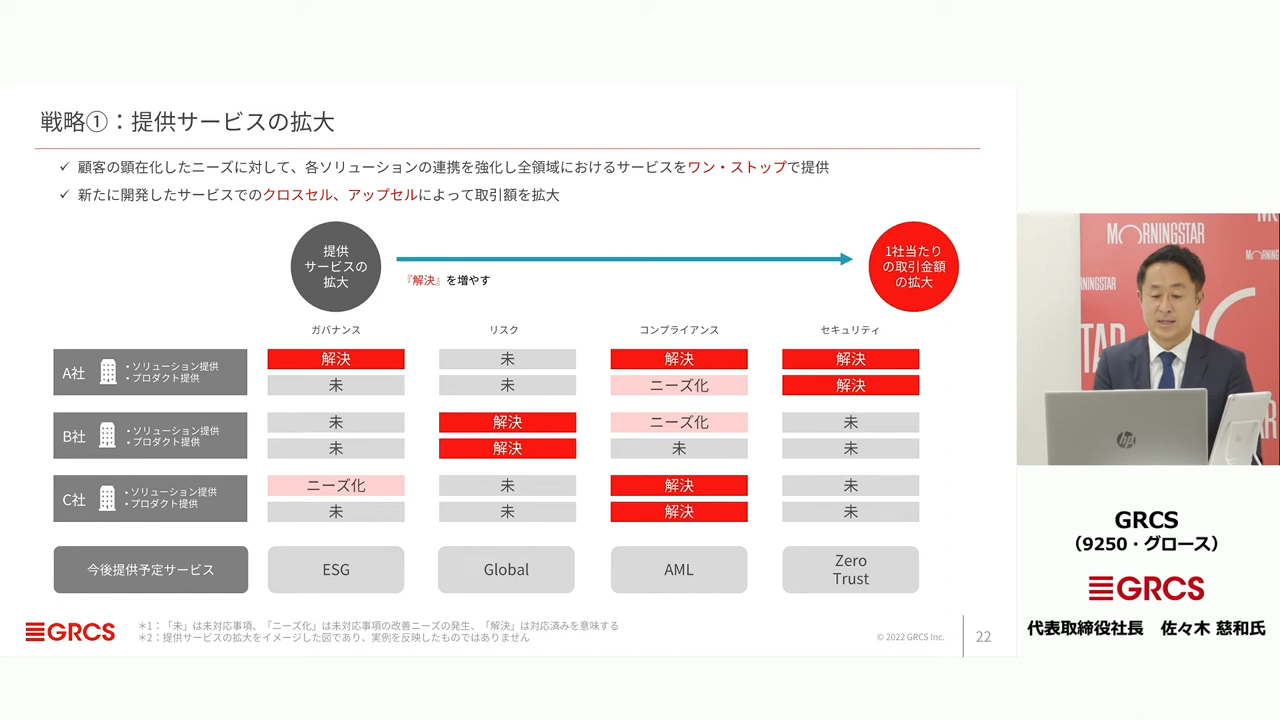 戦略①：提供サービスの拡大
✓ 顧客の顕在化したニーズに対して、各ソリューションの連携を強化し全領域におけるサービスをワン・ストップで提供
✓ 新たに開発したサービスでのクロスセル、アップセルによって取引額を拡大
提供
サービスの
拡大
『解決』を増やす
1社当たり
の取引金額
の拡大
ガバナンス リスク コンプライアンス セキュリティ
A社
・ソリューション提供
・プロダクト提供
解決 未 解決 解決
未 未 ニーズ化 解決
B社
・ソリューション提供
・プロダクト提供
未 解決 ニーズ化 未
未 解決 未 未
C社
・ソリューション提供
・プロダクト提供
ニーズ化 未 解決 未
未 未 解決 未
今後提供予定サービス
ESG
Global
AML
Zero
Trust
GRCS
＊1：「未」は未対応事項、「ニーズ化」は未対応事項の改善ニーズの発生、「解決」は対応済みを意味する
＊2：提供サービスの拡大をイメージした図であり、実例を反映したものではありません
© 2022 GRCS Inc.
22
MORNINGSTAR
hp
GRCS
（9250・グロース）
GRCS
代表取締役社長 佐々木 慈和氏